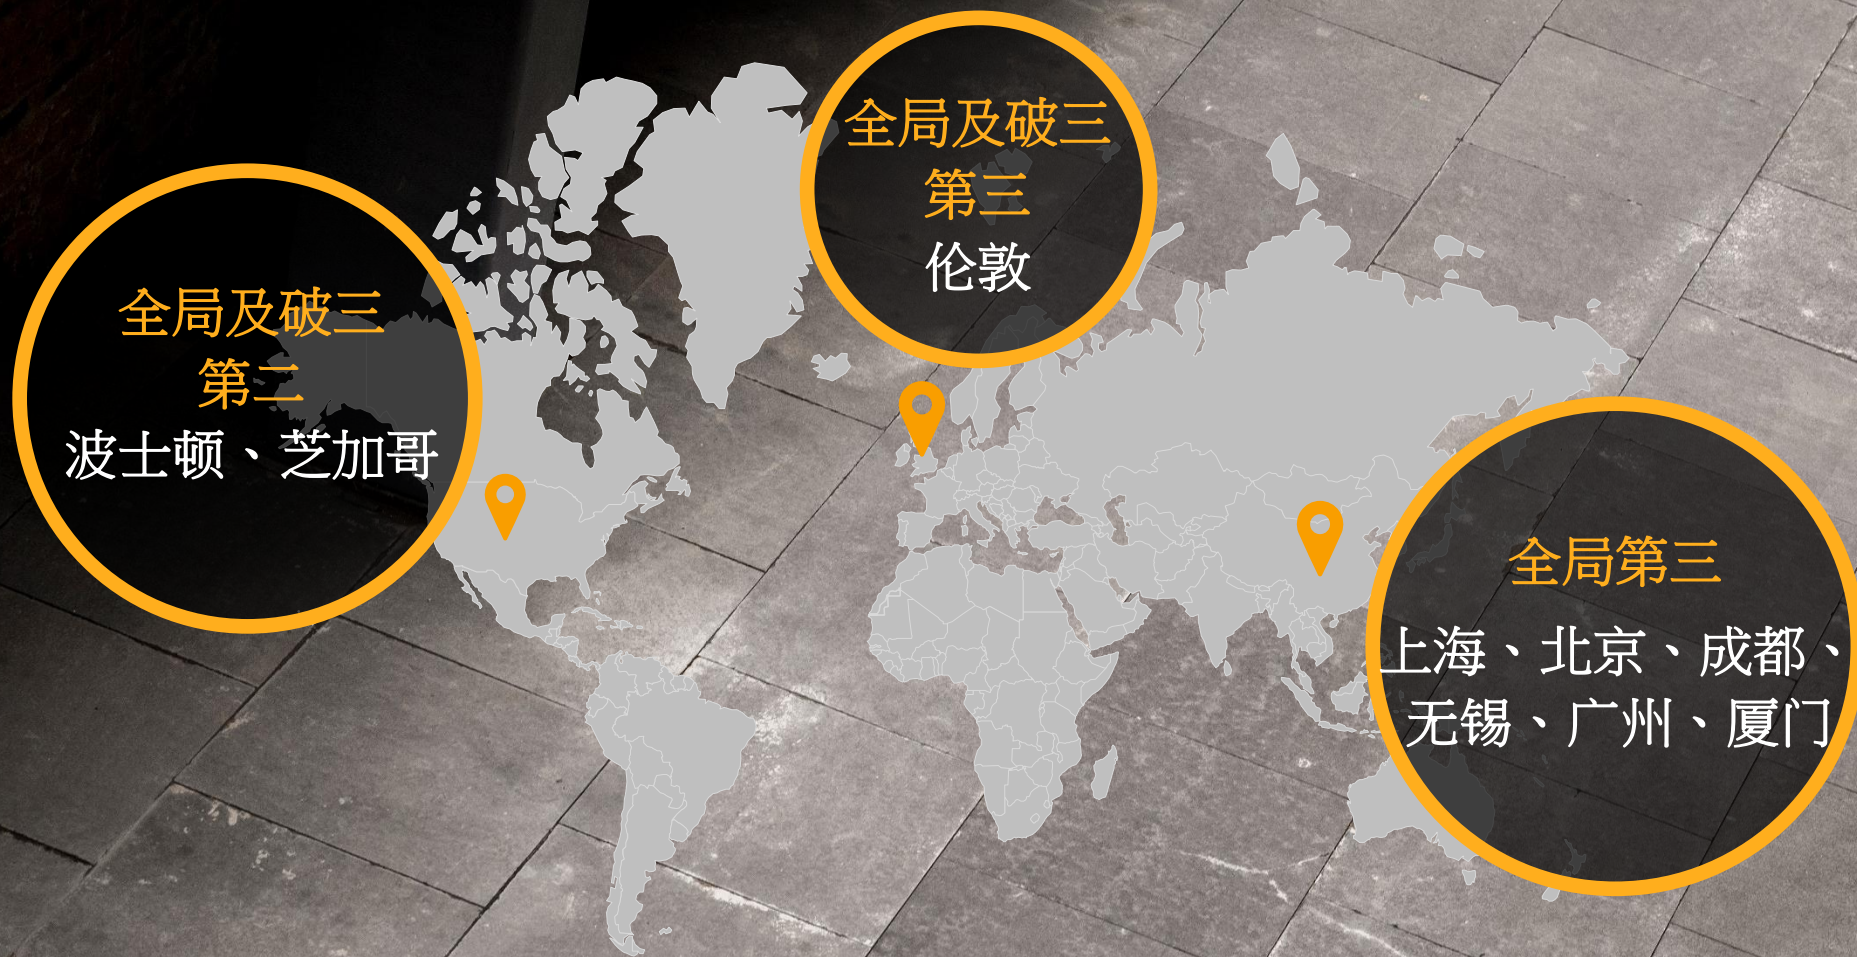 全局及破三
第三
伦敦
全局及破三
第二
波士顿、芝加哥
全局第三
上海、北京、成都、
无锡、广州、厦门